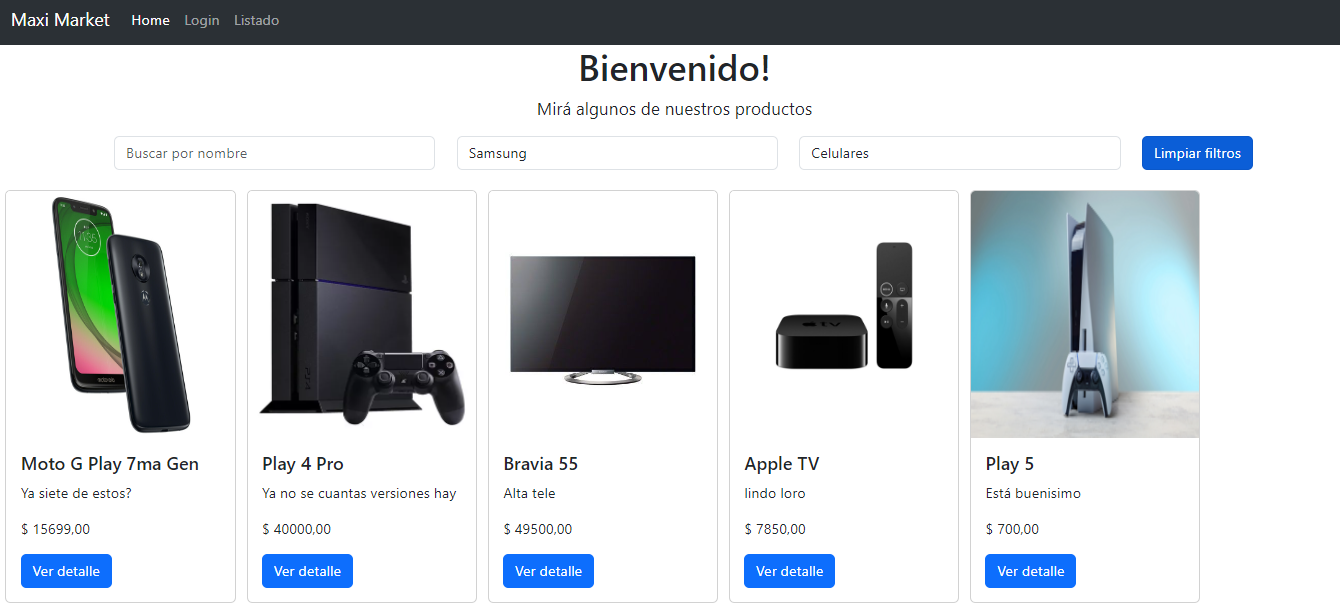 Maxi Market Home Login Listado
Bienvenido!
Mirá algunos de nuestros productos
Buscar por nombre Samsung Celulares Limpiar filtros
tv
Moto G Play 7ma Gen
Ya siete de estos?
$ 15699,00
Ver detalle
Play 4 Pro
Ya no se cuantas versiones hay
$ 40000,00
Ver detalle
Bravia 55
Alta tele
$ 49500,00
Ver detalle
Apple TV
lindo loro
$ 7850,00
Ver detalle
Play 5
Está buenisimo
$ 700,00
Ver detalle